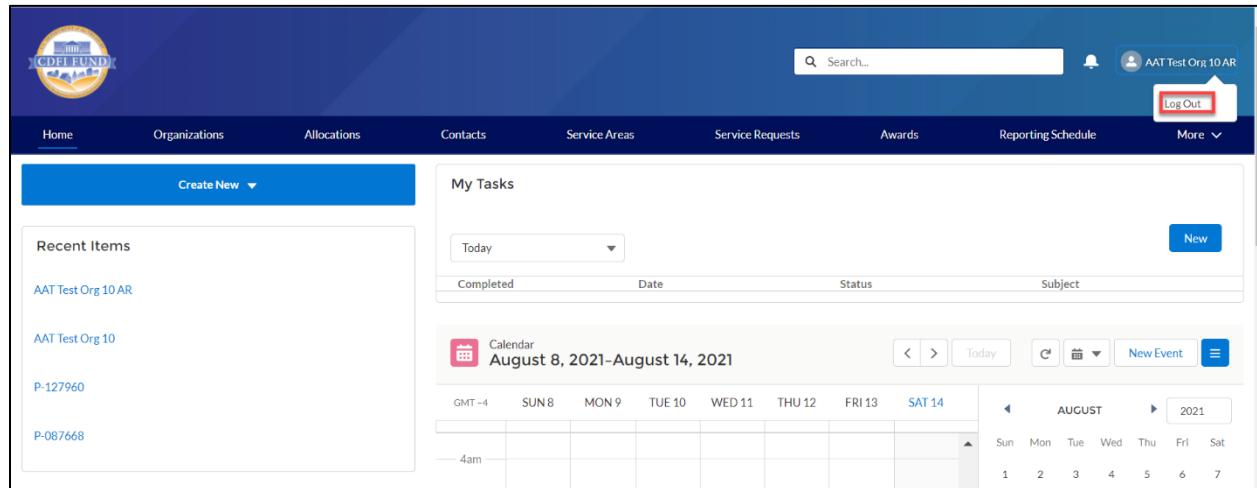 CDFI FUND
Search...
AAT Test Org 10 AR
Log Out
Home Organizations Allocations Contacts Service Areas Service Requests Awards Reporting Schedule More
Create New
My Tasks
Recent Items
Today
New
Completed Date Status Subject
AAT Test Org 10 AR
AAT Test Org 10
P-127960
P-087668
Calendar
August 8, 2021–August 14, 2021
Today
New Event
GMT −4 SUN 8 MON 9 TUE 10 WED 11 THU 12 FRI 13 SAT 14
4am
AUGUST 2021
Sun Mon Tue Wed Thu Fri Sat
1 2 3 4 5 6 7